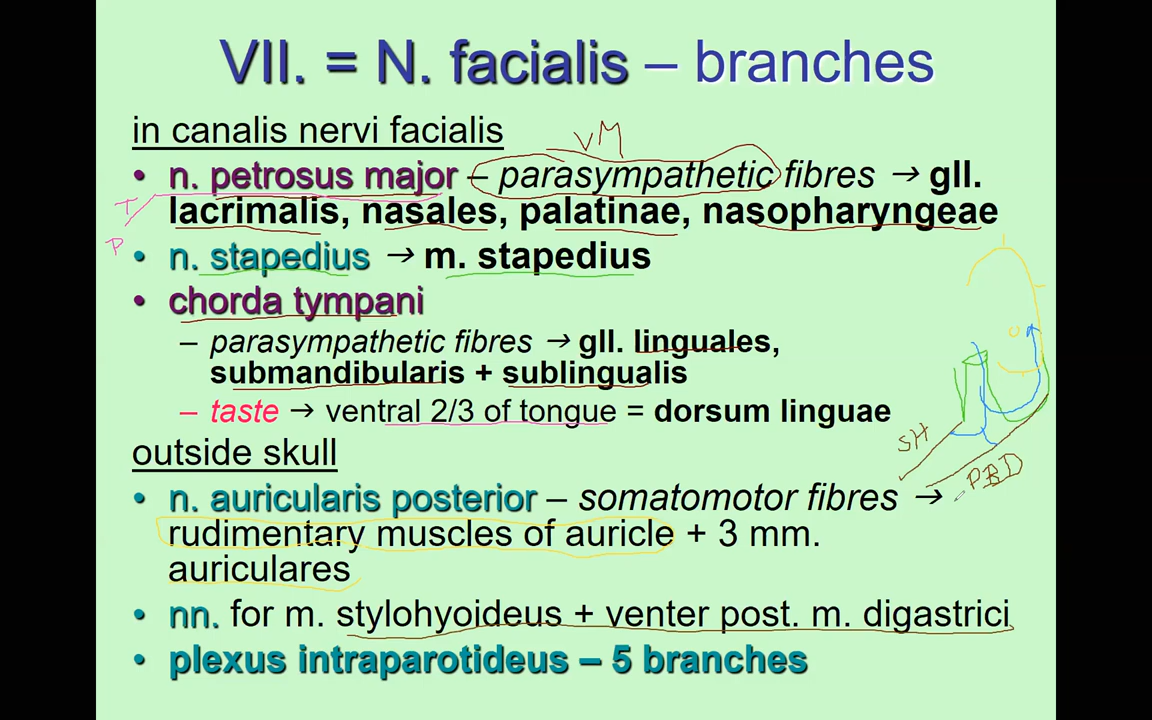 VII. = N. facialis – branches
in canalis nervi facialis
VM
• n. petrosus major – parasympathetic fibres → gll.
lacrimalis, nasales, palatinae, nasopharyngeae
T
P
• n. stapedius → m. stapedius
• chorda tympani
– parasympathetic fibres → gll. linguales,
submandibularis + sublingualis
– taste → ventral 2/3 of tongue = dorsum linguae
SH
outside skull
PBD
• n. auricularis posterior – somatomotor fibres →
rudimentary muscles of auricle + 3 mm.
auriculares
• nn. for m. stylohyoideus + venter post. m. digastrici
• plexus intraparotideus – 5 branches